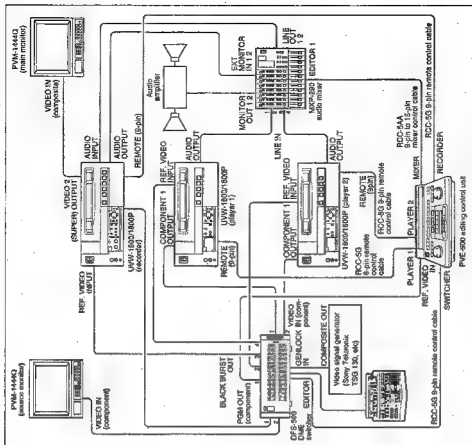 PVM-1444Q
(main monitor)
VIDEO IN
(composite)
VIDEO 2
(SUPER) OUTPUT
AUDIO
INPUT
AUDIO
OUTPUT
REMOTE (9-pin)
REF. VIDEO
INPUT
UVW-1800/1800P
(recorder)
Audio
amplifier
EXT
MONITOR
IN 1 2
LINE
OUT
1 2
MONITOR
OUT 1 2
MXP-290
audio mixer
EDITOR 1
LINE IN
COMPONENT 1
OUTPUT
REF. VIDEO
INPUT
AUDIO
OUTPUT
UVW-1800/1800P
(player 1)
REMOTE
(9-pin)
COMPONENT 1
OUTPUT
REF. VIDEO
INPUT
AUDIO
OUTPUT
UVW-1800/1800P
(player 2)
REMOTE
(9-pin)
RCC-5G
9-pin remote
control
cable
RCC-5G 9-pin remote
control cable
RCC-5AA
9-pin to 15-pin
mixer control cable
RCC-5G 9-pin remote control cable
PVM-1444Q
(source monitor)
VIDEO IN
(component)
BLACK BURST
OUT
PGM OUT
(component)
VIDEO
IN (com-
ponent)
GENLOCK
IN
DFS-500
DME
switcher
EDITOR
COMPOSITE OUT
Video signal generator
(Sony Tektronix
TSG 130, etc)
PLAYER 1
PLAYER 2
MIXER
RECORDER
REF. VIDEO
IN
SWITCHER
PVE-500 editing control unit
RCC-5G 9-pin remote control cable